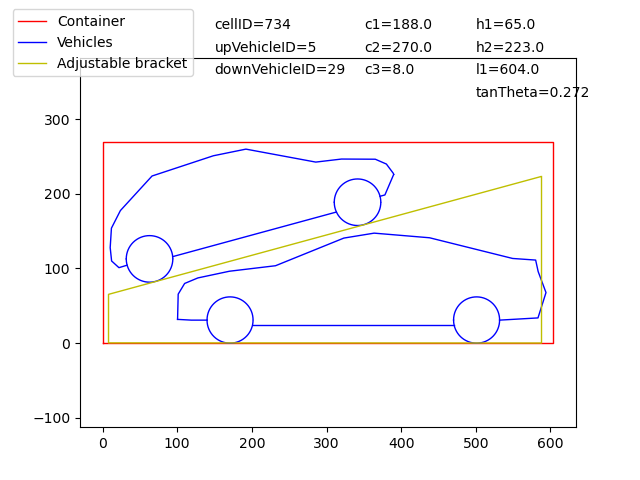 Container
Vehicles
Adjustable bracket
cellID=734
upVehicleID=5
downVehicleID=29
c1=188.0
c2=270.0
c3=8.0
h1=65.0
h2=223.0
l1=604.0
tanTheta=0.272
300
200
100
0
−100
0 100 200 300 400 500 600